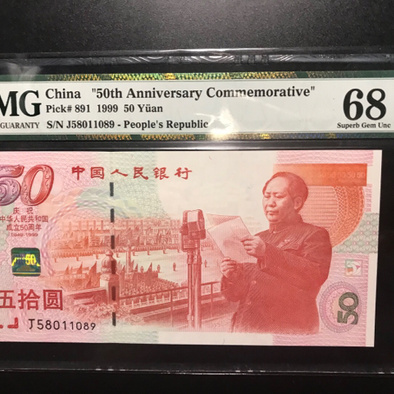 MG
GUARANTY
China "50th Anniversary Commemorative"
Pick# 891 1999 50 Yüan
S/N J58011089 - People's Republic
68
Superb Gem Unc
50
中国人民银行
庆祝
中华人民共和国
成立50周年
50
五拾圆
J58011089
50